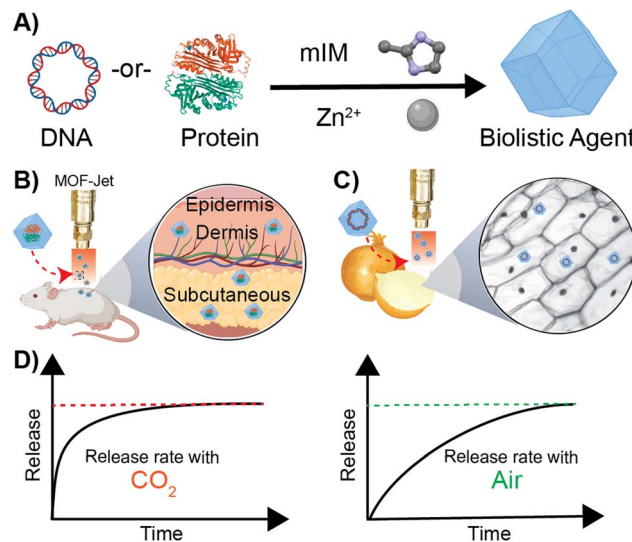 A)
DNA
-or-
Protein
mIM
Zn²⁺
Biolistic Agent
B)
MOF-Jet
Epidermis
Dermis
Subcutaneous
C)
D)
Release
Release rate with
CO₂
Time
Release
Release rate with
Air
Time